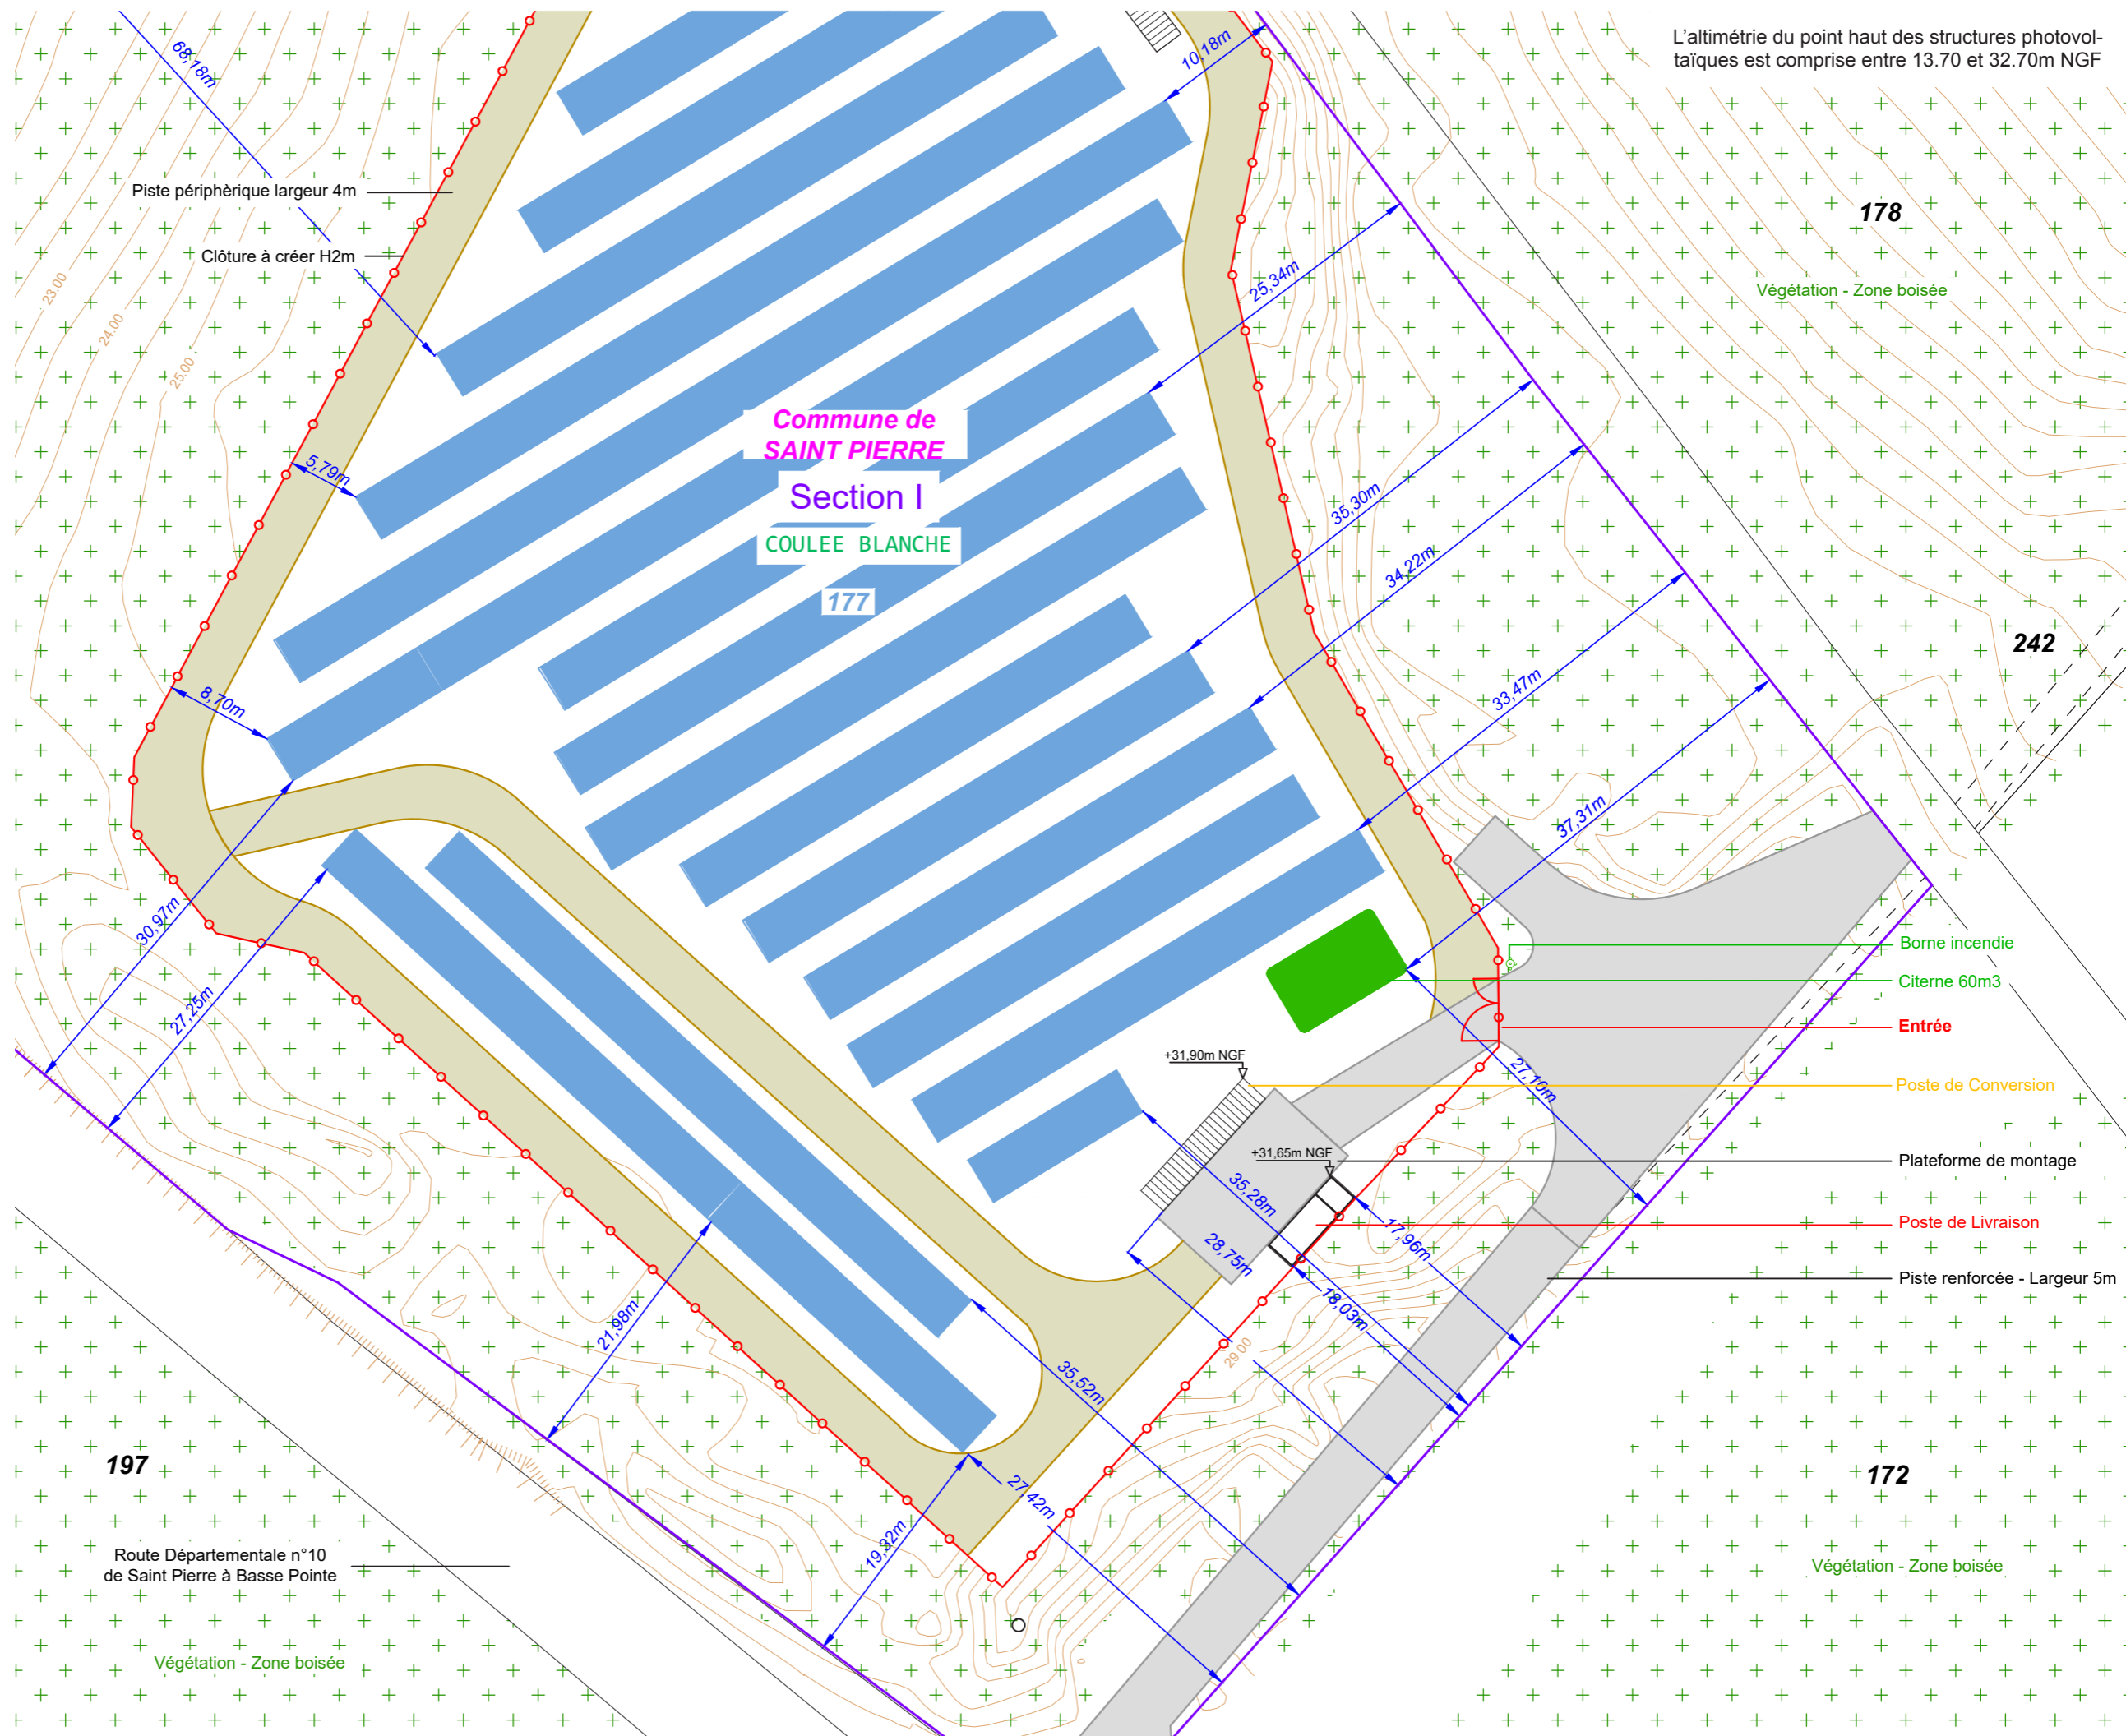 L'altimétrie du point haut des structures photovol-
taïques est comprise entre 13.70 et 32.70m NGF
68,18m
10,18m
Piste périphèrique largeur 4m
178
Clôture à créer H2m
25,34m
23.00
Végétation - Zone boisée
24.00
25.00
Commune de
SAINT PIERRE
5,79m
Section I
35,30m
COULEE BLANCHE
34,22m
177
242
8,70m
33,47m
37,31m
30,97m
Borne incendie
Citerne 60m3
27,25m
Entrée
+31,90m NGF
27,10m
Poste de Conversion
+31,65m NGF
Plateforme de montage
35,28m
Poste de Livraison
17,96m
28,75m
Piste renforcée - Largeur 5m
18,03m
21,98m
29.00
35,52m
197
172
27,42m
19,32m
Route Départementale n°10
de Saint Pierre à Basse Pointe
Végétation - Zone boisée
Végétation - Zone boisée